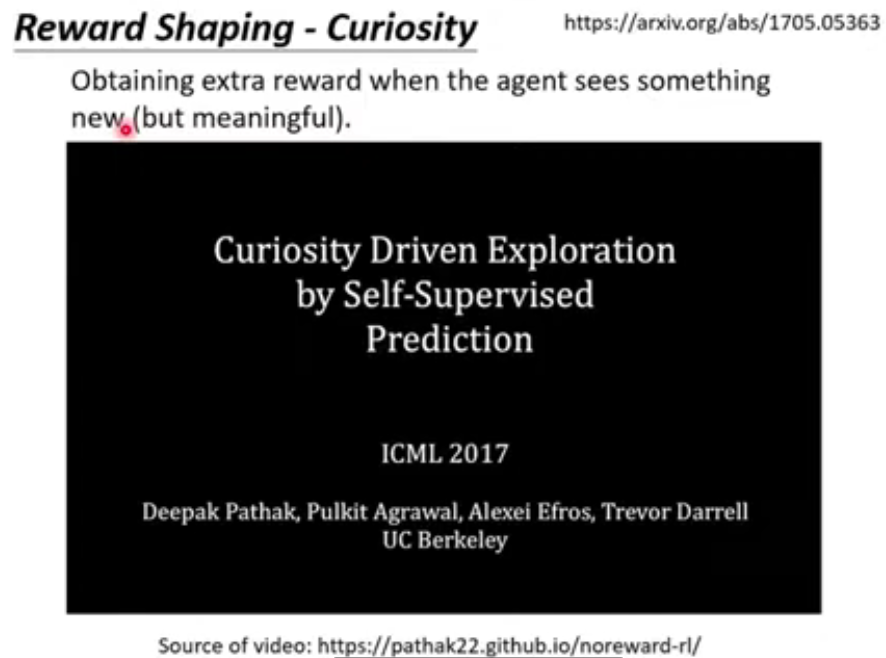 Reward Shaping - Curiosity
https://arxiv.org/abs/1705.05363
Obtaining extra reward when the agent sees something
new (but meaningful).
Curiosity Driven Exploration
by Self-Supervised
Prediction
ICML 2017
Deepak Pathak, Pulkit Agrawal, Alexei Efros, Trevor Darrell
UC Berkeley
Source of video: https://pathak22.github.io/noreward-rl/